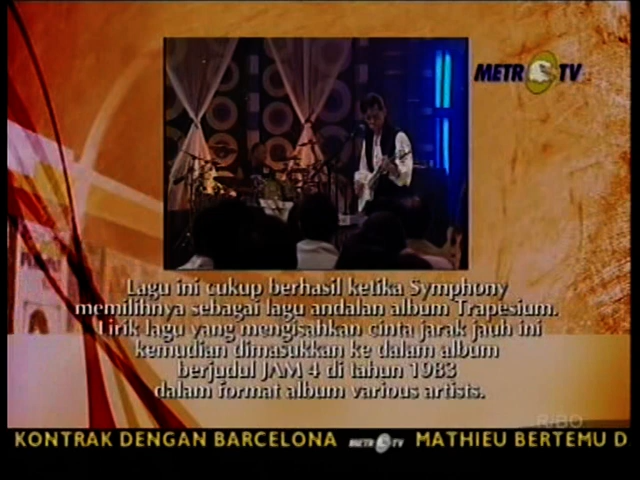 METRO TV
Lagu ini cukup berhasil ketika Symphony
memilihnya sebagai lagu andalan album Trapesium.
Lirik lagu yang mengisahkan cinta jarak jauh ini
kemudian dimasukkan ke dalam album
berjudul JAM 4 di tahun 1983
dalam format album various artists.
RiBO
KONTRAK DENGAN BARCELONA METRO TV MATHIEU BERTEMU D